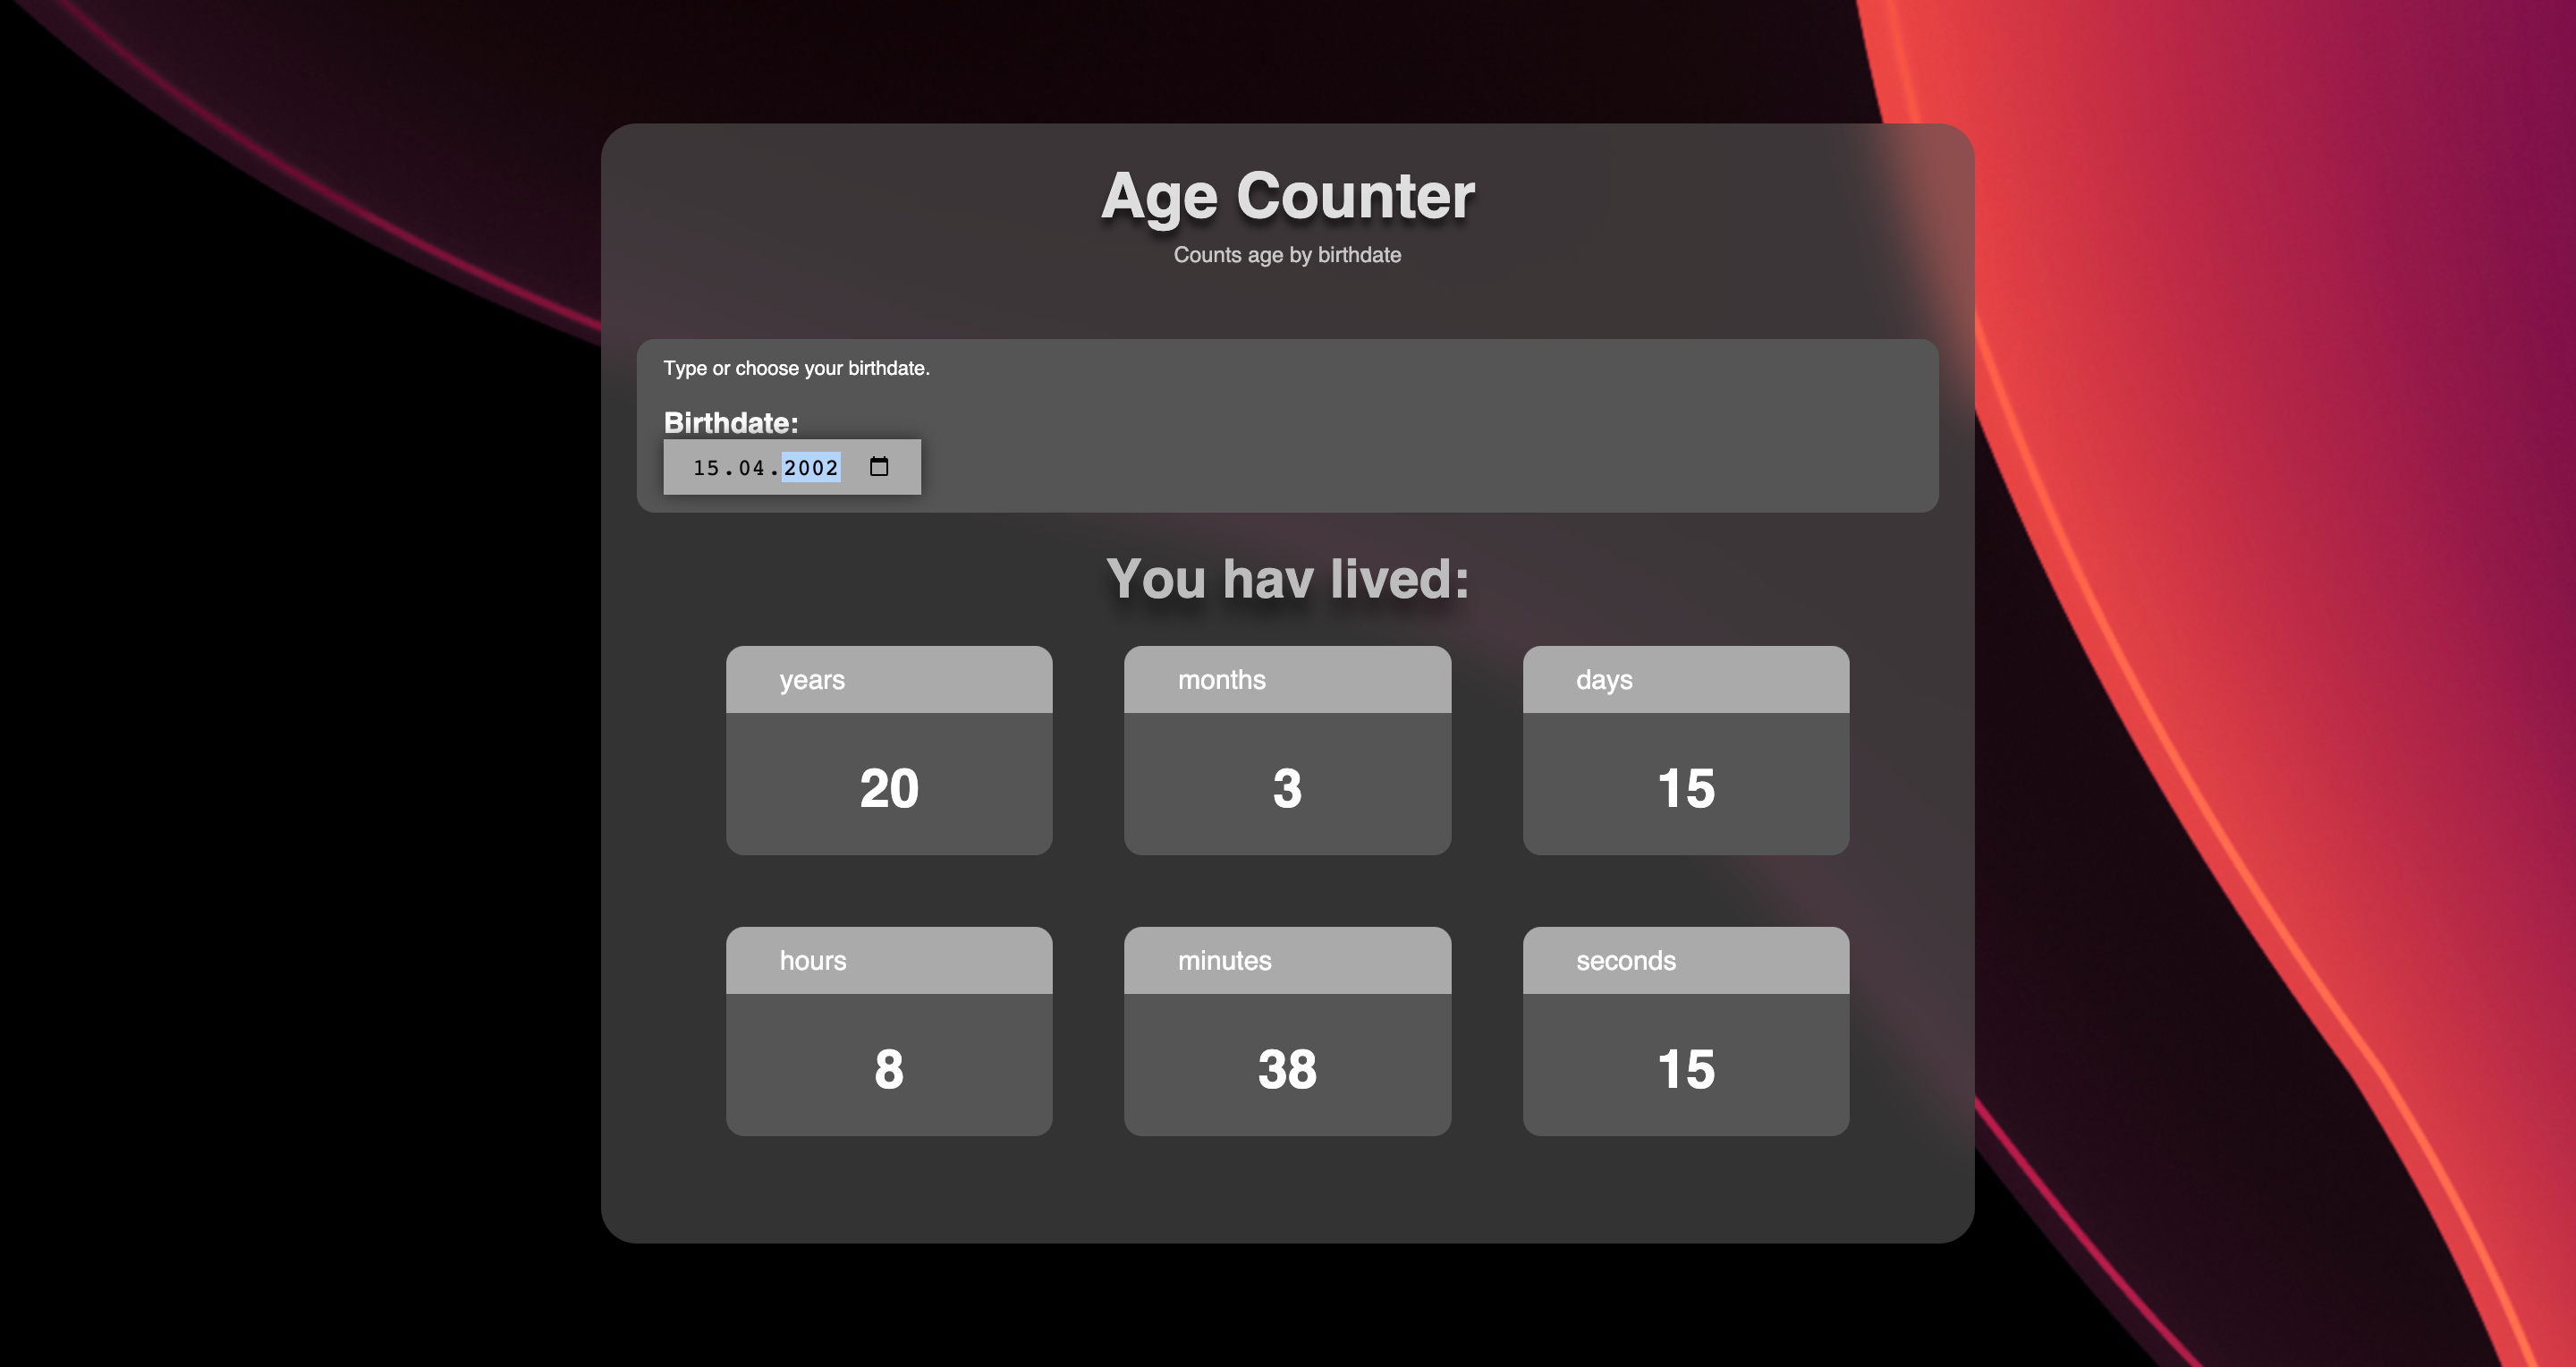 Age Counter
Counts age by birthdate
Type or choose your birthdate.
Birthdate:
15.04.2002
You hav lived:
years months days
20 3 15
hours minutes seconds
8 38 15